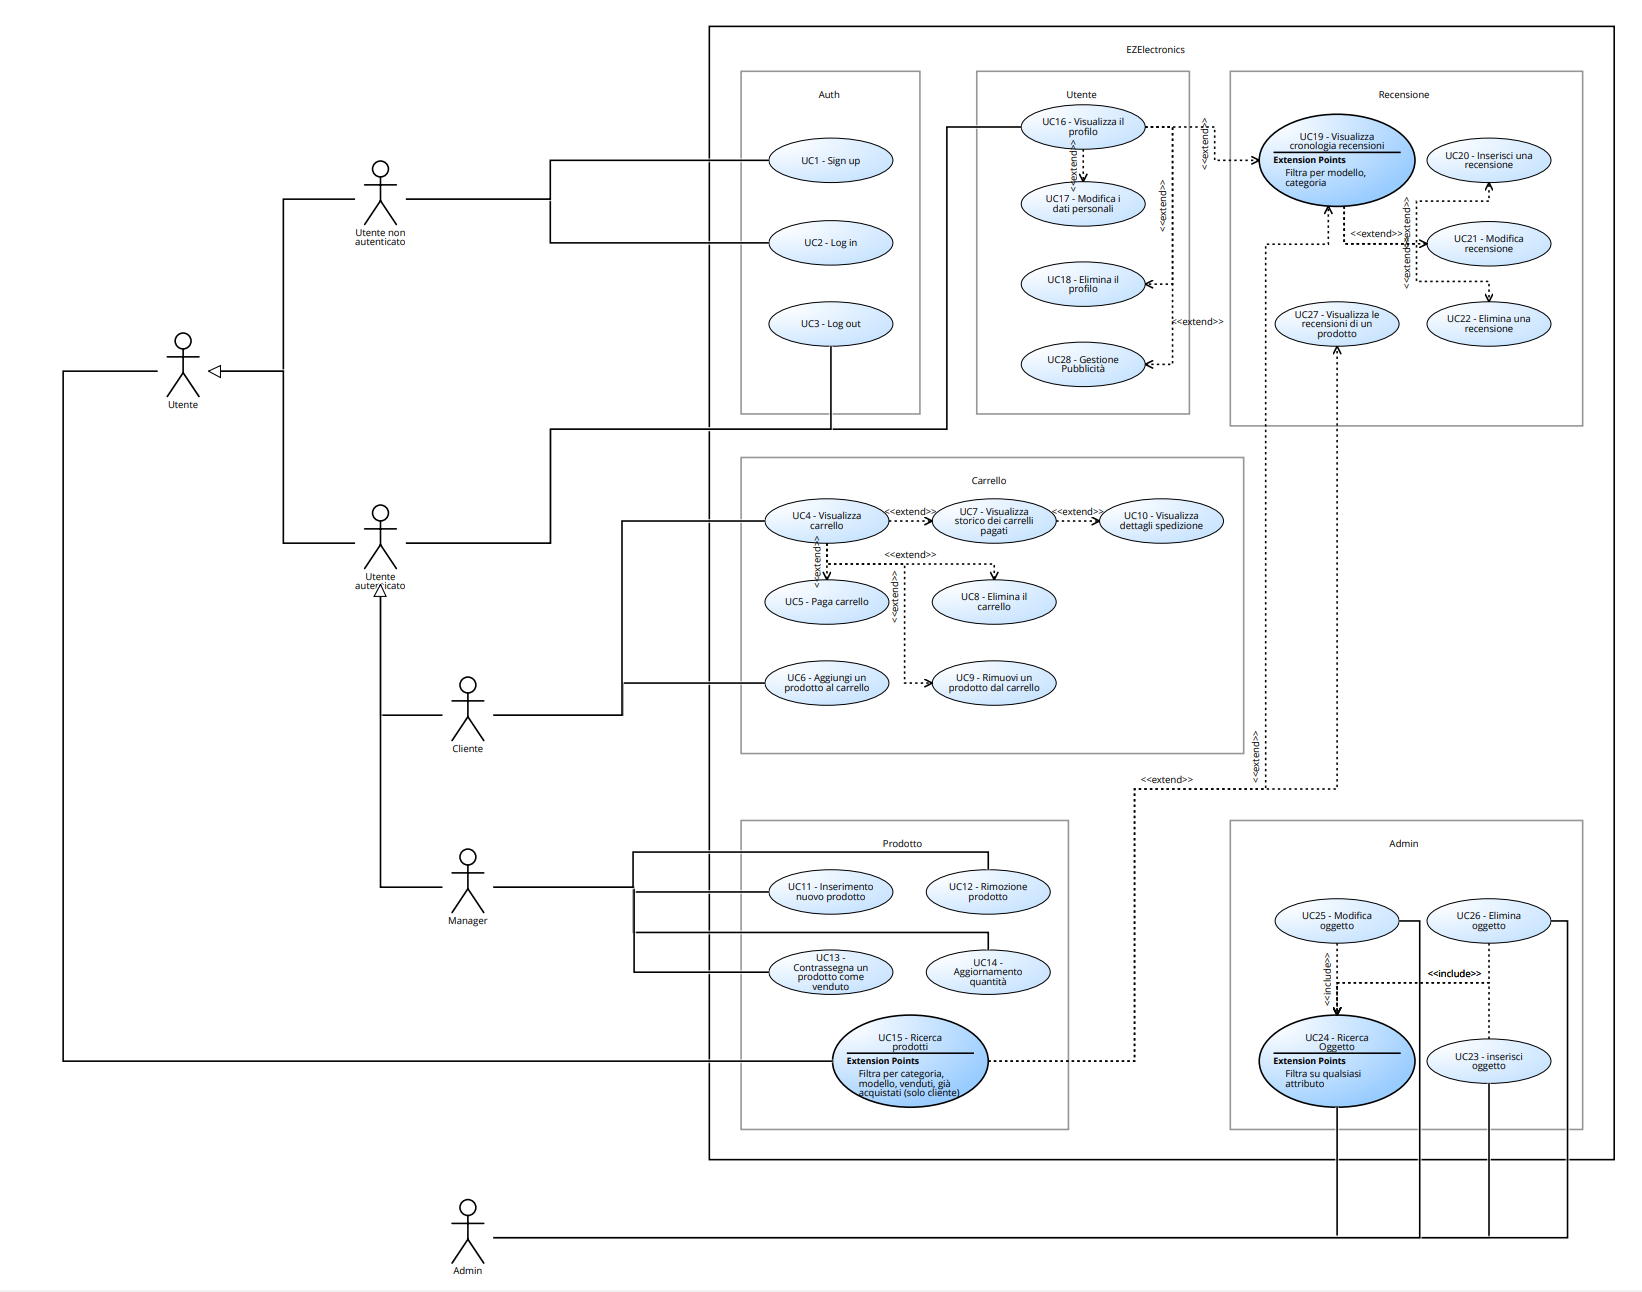 EZElectronics
Auth
UC1 - Sign up
UC2 - Log in
UC3 - Log out
Utente
UC16 - Visualizza il
profilo
<<extend>>
UC17 - Modifica i
dati personali
<<extend>>
UC18 - Elimina il
profilo
<<extend>>
UC28 - Gestione
Pubblicità
<<extend>>
Recensione
UC19 - Visualizza
cronologia recensioni
Extension Points
Filtra per modello,
categoria
UC20 - Inserisci una
recensione
<<extend>>
<<extend>>
UC21 - Modifica
recensione
<<extend>>
UC27 - Visualizza le
recensioni di un
prodotto
UC22 - Elimina una
recensione
Utente non
autenticato
Utente
Utente
autenticato
Cliente
Manager
Admin
Carrello
UC4 - Visualizza
carrello
<<extend>>
UC7 - Visualizza
storico dei carrelli
pagati
<<extend>>
UC10 - Visualizza
dettagli spedizione
<<extend>>
<<extend>>
<<extend>>
UC5 - Paga carrello
UC8 - Elimina il
carrello
UC6 - Aggiungi un
prodotto al carrello
UC9 - Rimuovi un
prodotto dal carrello
<<extend>>
<<extend>>
Prodotto
UC11 - Inserimento
nuovo prodotto
UC12 - Rimozione
prodotto
UC13 -
Contrassegna un
prodotto come
venduto
UC14 -
Aggiornamento
quantità
UC15 - Ricerca
prodotti
Extension Points
Filtra per categoria,
modello, venduti, già
acquistati (solo cliente)
Admin
UC25 - Modifica
oggetto
UC26 - Elimina
oggetto
<<include>>
<<include>>
UC24 - Ricerca
Oggetto
Extension Points
Filtra su qualsiasi
attributo
UC23 - inserisci
oggetto